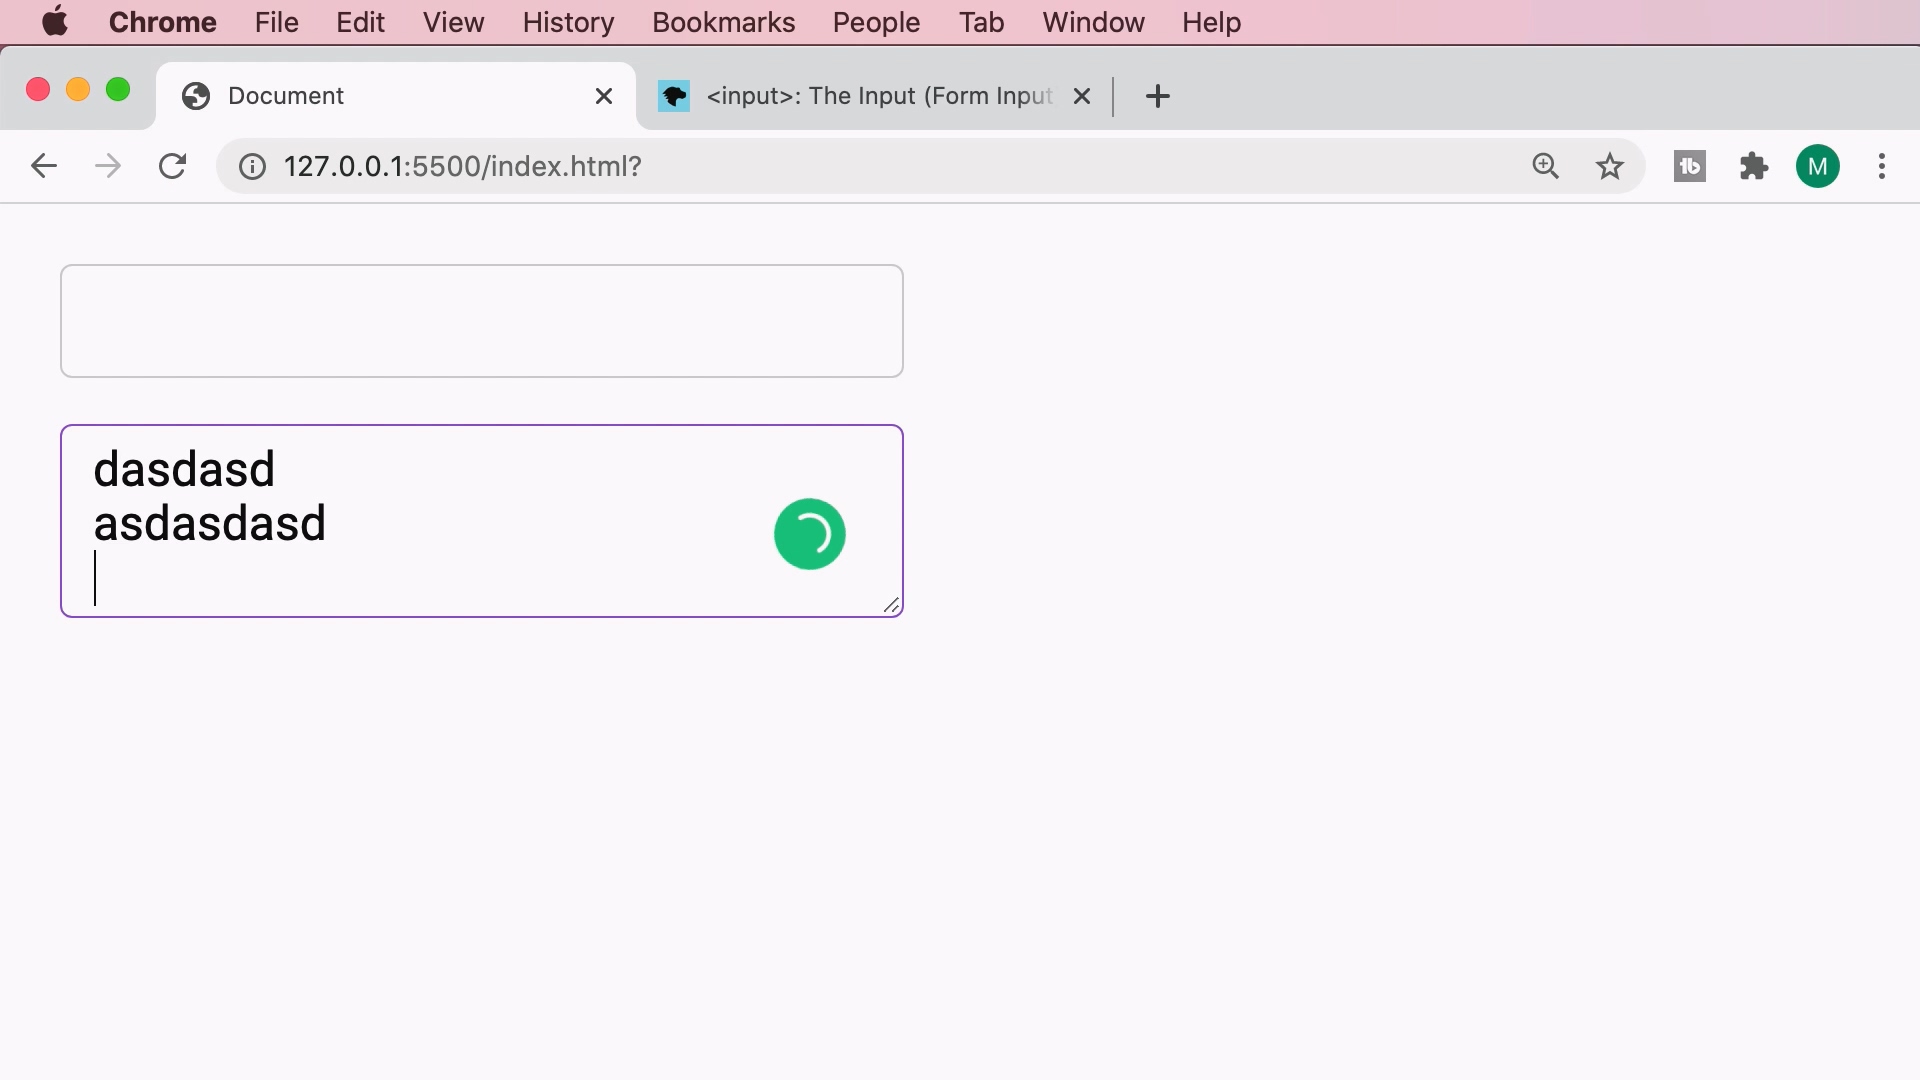 Chrome File Edit View History Bookmarks People Tab Window Help
Document
<input>: The Input (Form Input
127.0.0.1:5500/index.html?
M
dasdasd
asdasdasd